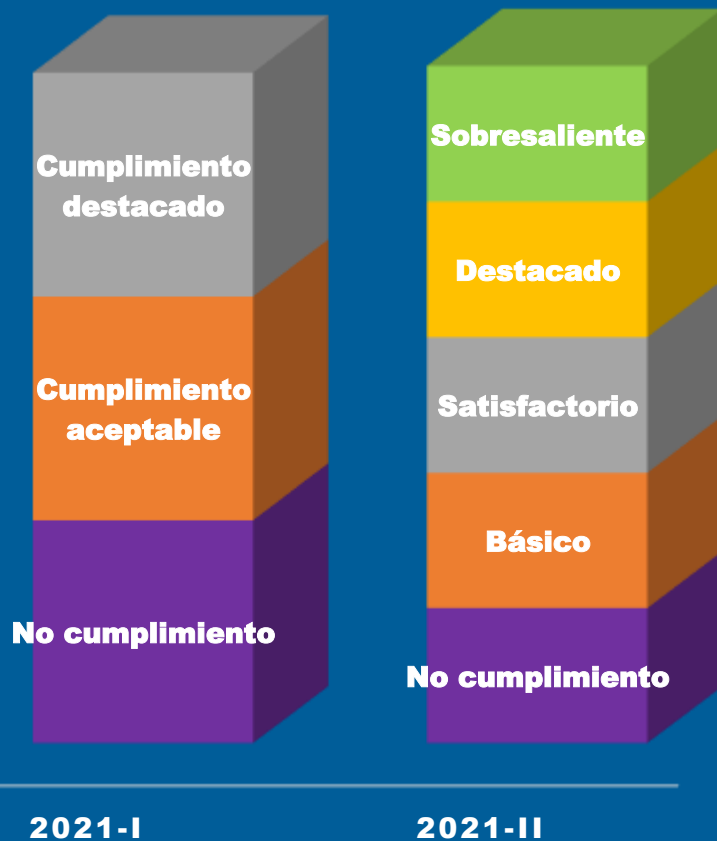 Cumplimiento
destacado
Cumplimiento
aceptable
No cumplimiento
2021-I
Sobresaliente
Destacado
Satisfactorio
Básico
No cumplimiento
2021-II